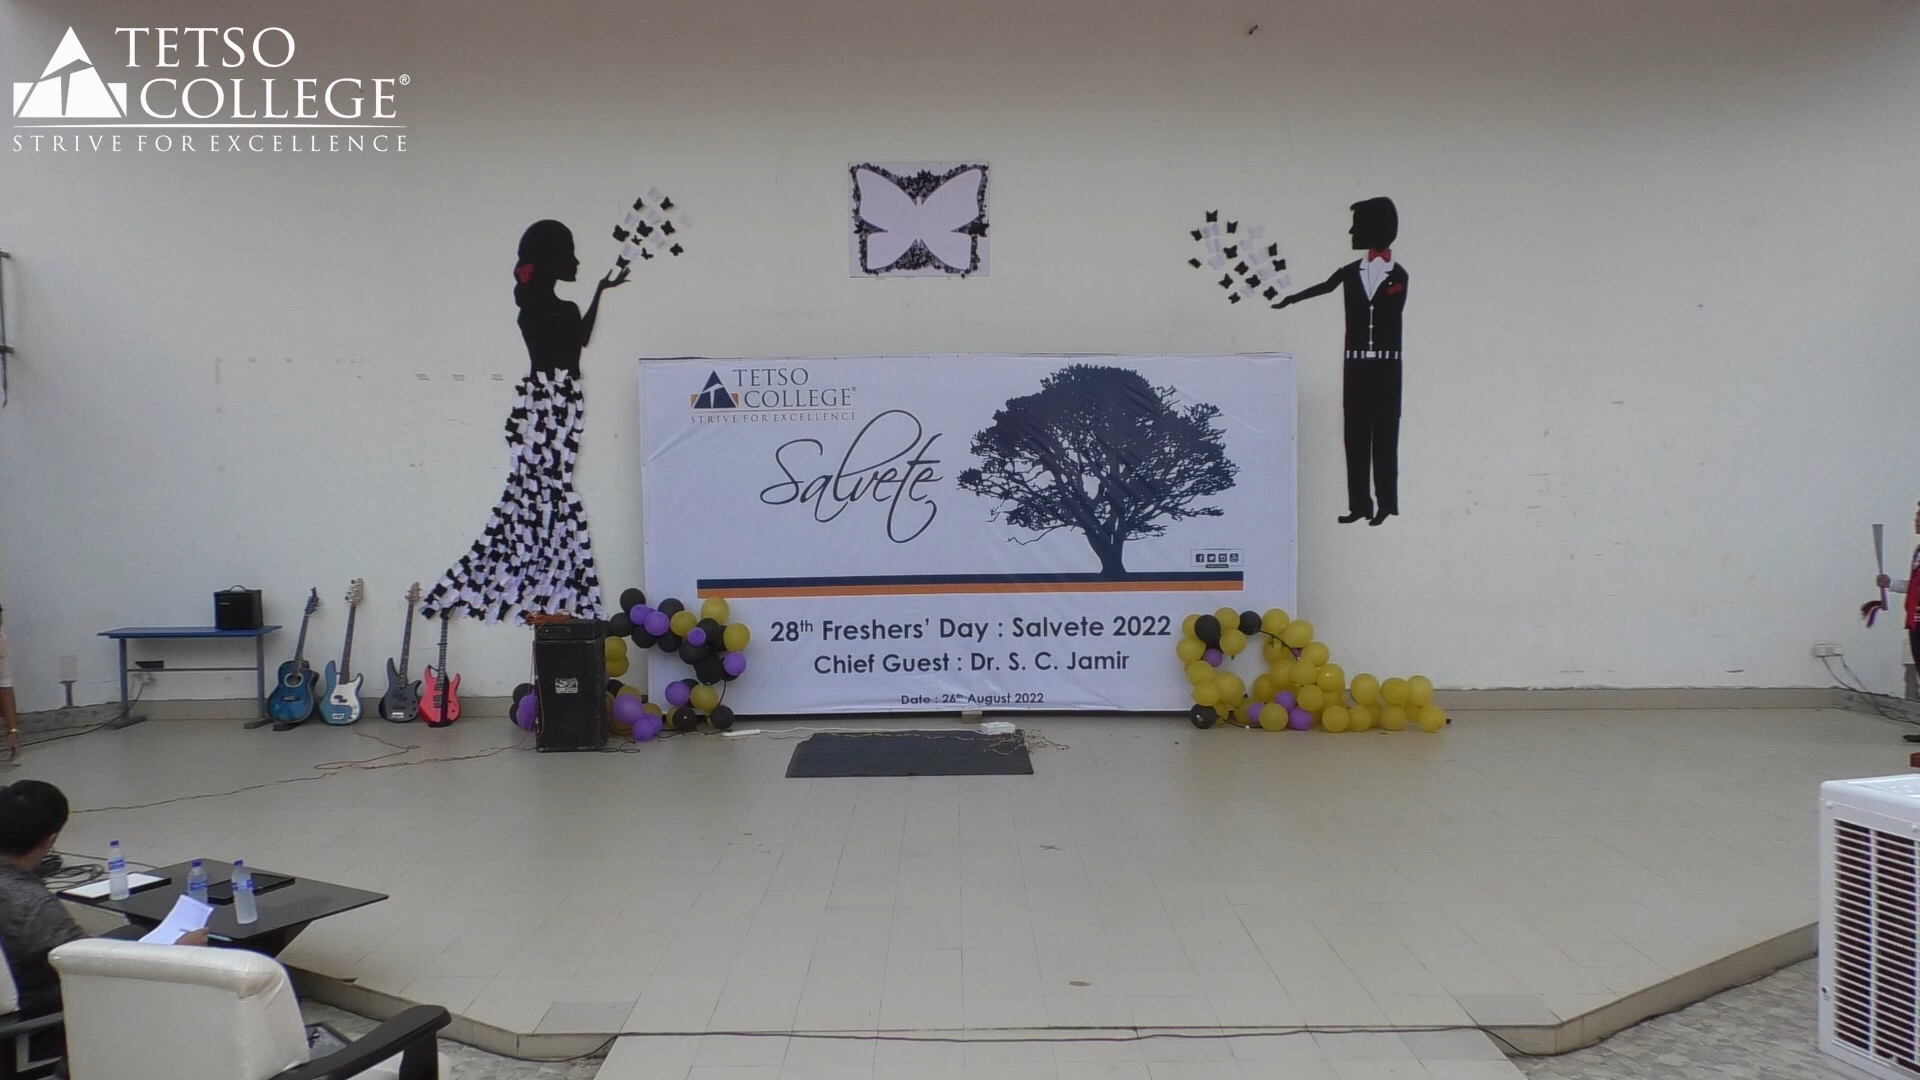 TETSO
COLLEGE®
STRIVE FOR EXCELLENCE
TETSO
COLLEGE®
STRIVE FOR EXCELLENCE
Salvete
28th Freshers' Day : Salvete 2022
Chief Guest : Dr. S. C. Jamir
Date : 26th August 2022